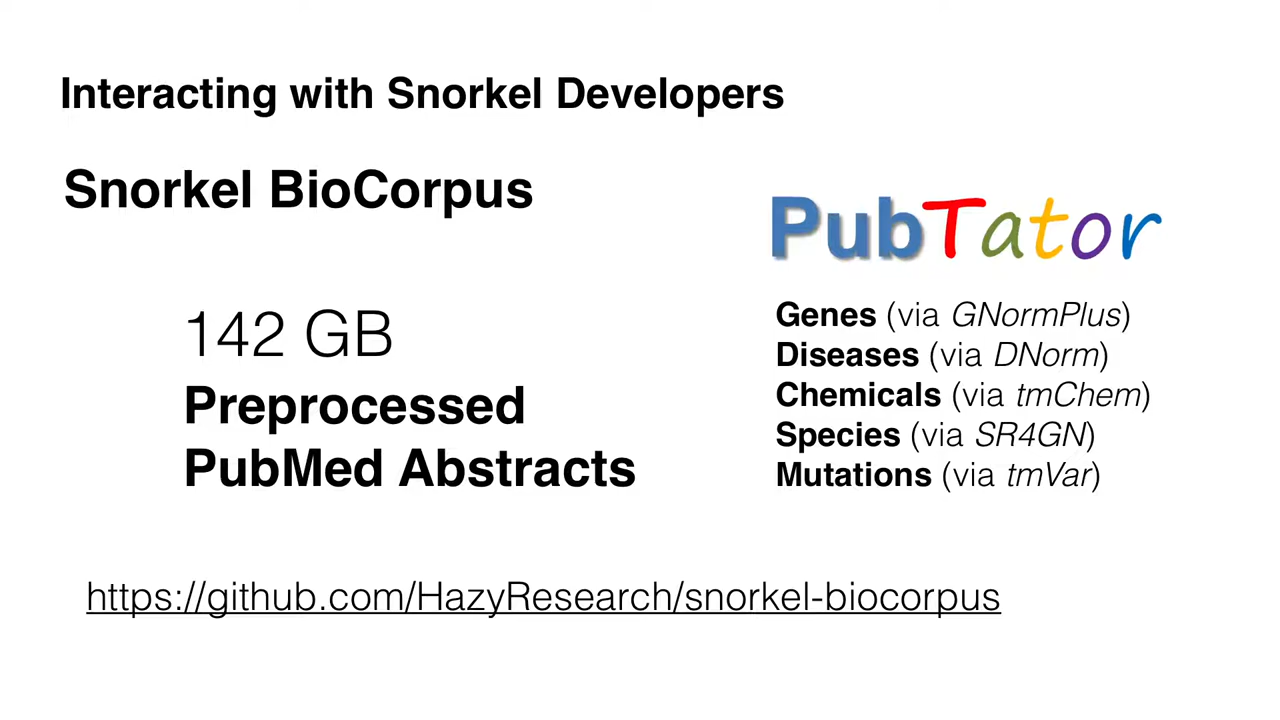 Interacting with Snorkel Developers
Snorkel BioCorpus
142 GB
Preprocessed
PubMed Abstracts
PubTator
Genes (via GNormPlus)
Diseases (via DNorm)
Chemicals (via tmChem)
Species (via SR4GN)
Mutations (via tmVar)
https://github.com/HazyResearch/snorkel-biocorpus